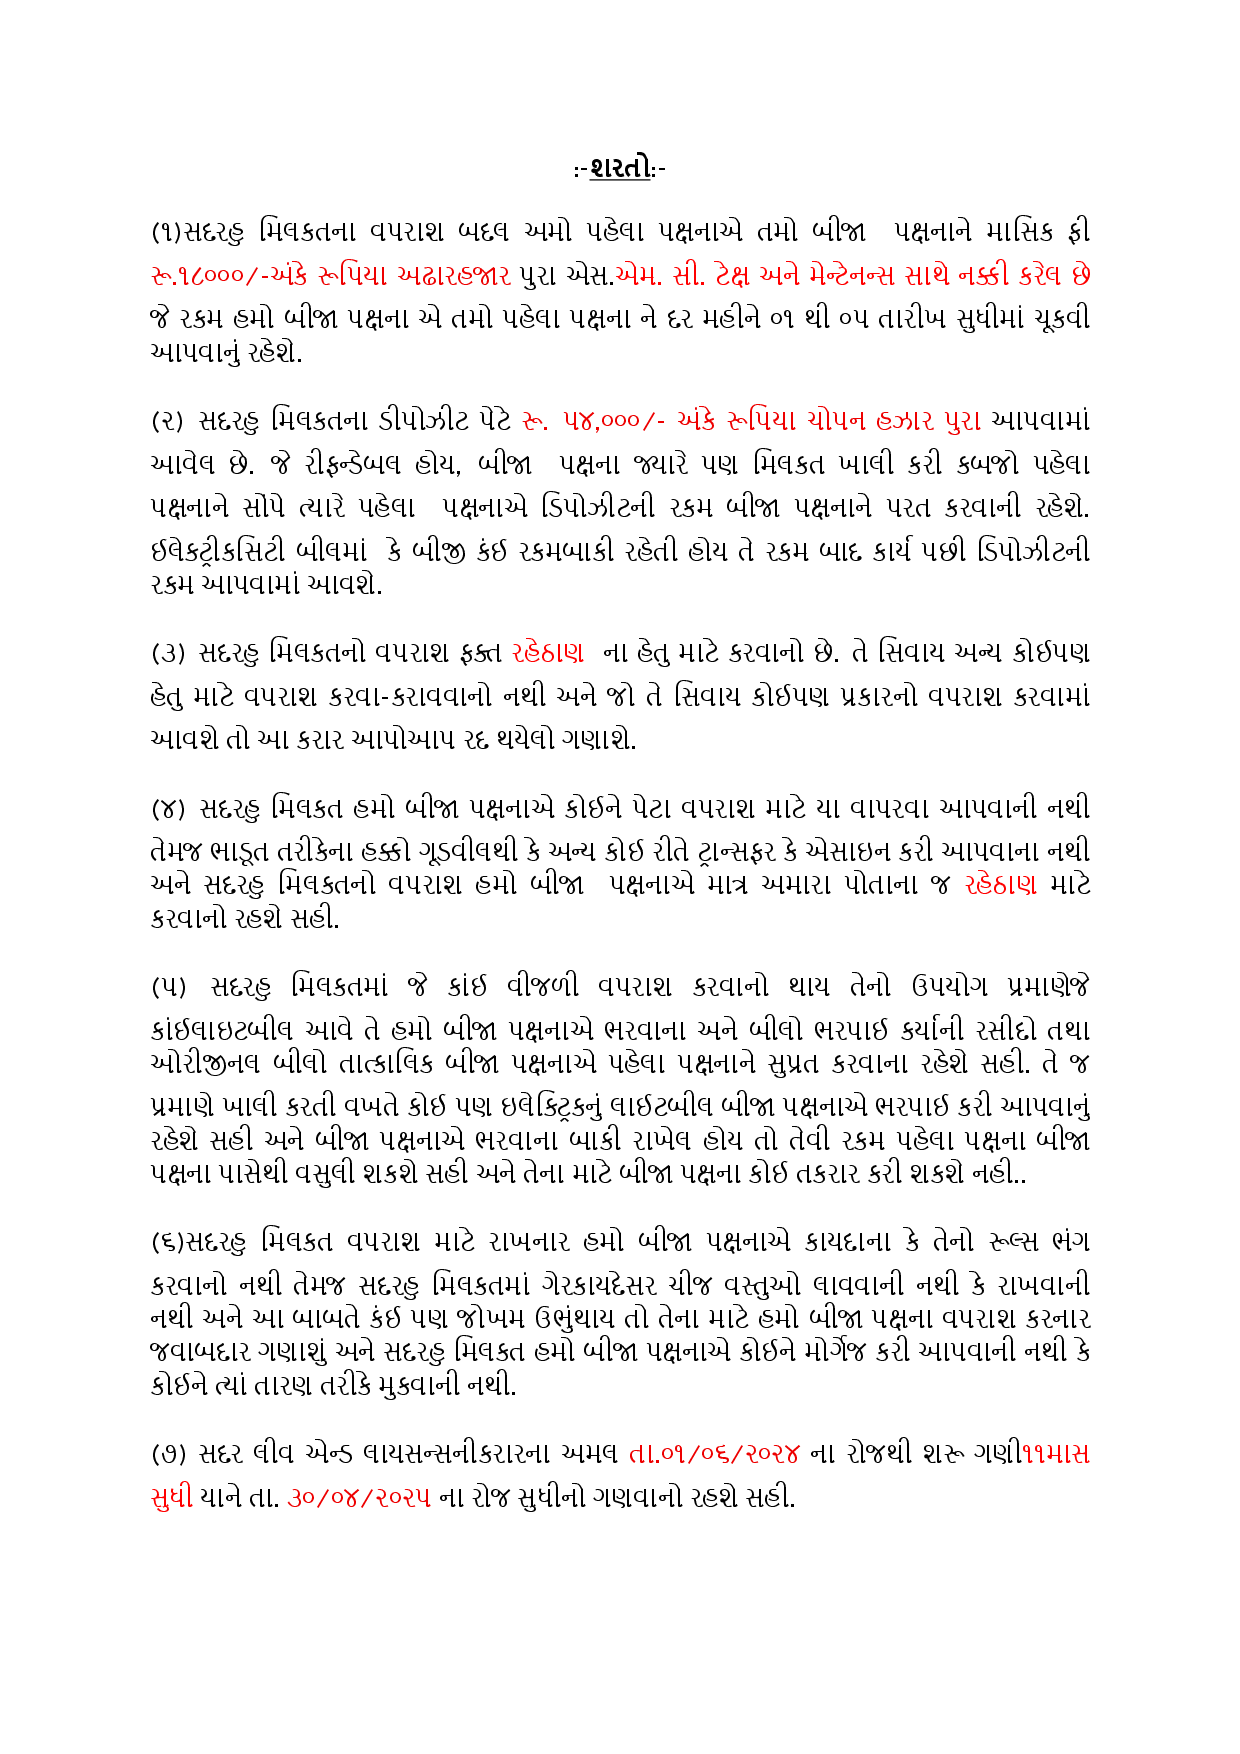 :-શરતો:-
(૧)સદરહુ મિલકતના વપરાશ બદલ અમો પહેલા પક્ષનાએ તમો બીજા પક્ષનાને માસિક ફી
રૂ.૧૮૦૦૦/-અંકે રૂપિયા અઢારહજાર પુરા એસ.એમ. સી. ટેક્ષ અને મેન્ટેનન્સ સાથે નક્કી કરેલ છે
જે રકમ હમો બીજા પક્ષના એ તમો પહેલા પક્ષના ને દર મહીને ૦૧ થી ૦૫ તારીખ સુધીમાં ચૂકવી
આપવાનું રહેશે.
(૨) સદરહુ મિલકતના ડીપોઝીટ પેટે રૂ. ૫૪,૦૦૦/- અંકે રૂપિયા ચોપન હઝાર પુરા આપવામાં
આવેલ છે. જે રીફન્ડેબલ હોય, બીજા પક્ષના જ્યારે પણ મિલકત ખાલી કરી કબજો પહેલા
પક્ષનાને સોંપે ત્યારે પહેલા પક્ષનાએ ડિપોઝીટની રકમ બીજા પક્ષનાને પરત કરવાની રહેશે.
ઈલેકટ્રીકસિટી બીલમાં કે બીજી કંઈ રકમબાકી રહેતી હોય તે રકમ બાદ કાર્ય પછી ડિપોઝીટની
રકમ આપવામાં આવશે.
(૩) સદરહુ મિલકતનો વપરાશ ફક્ત રહેઠાણ ના હેતુ માટે કરવાનો છે. તે સિવાય અન્ય કોઈપણ
હેતુ માટે વપરાશ કરવા-કરાવવાનો નથી અને જો તે સિવાય કોઈપણ પ્રકારનો વપરાશ કરવામાં
આવશે તો આ કરાર આપોઆપ રદ થયેલો ગણાશે.
(૪) સદરહુ મિલકત હમો બીજા પક્ષનાએ કોઈને પેટા વપરાશ માટે યા વાપરવા આપવાની નથી
તેમજ ભાડૂત તરીકેના હક્કો ગૂડવીલથી કે અન્ય કોઈ રીતે ટ્રાન્સફર કે એસાઇન કરી આપવાના નથી
અને સદરહુ મિલકતનો વપરાશ હમો બીજા પક્ષનાએ માત્ર અમારા પોતાના જ રહેઠાણ માટે
કરવાનો રહશે સહી.
(૫) સદરહુ મિલકતમાં જે કાંઈ વીજળી વપરાશ કરવાનો થાય તેનો ઉપયોગ પ્રમાણેજે
કાંઈલાઇટબીલ આવે તે હમો બીજા પક્ષનાએ ભરવાના અને બીલો ભરપાઈ કર્યાની રસીદો તથા
ઓરીજીનલ બીલો તાત્કાલિક બીજા પક્ષનાએ પહેલા પક્ષનાને સુપ્રત કરવાના રહેશે સહી. તે જ
પ્રમાણે ખાલી કરતી વખતે કોઈ પણ ઇલેક્ટ્રિકનું લાઈટબીલ બીજા પક્ષનાએ ભરપાઈ કરી આપવાનું
રહેશે સહી અને બીજા પક્ષનાએ ભરવાના બાકી રાખેલ હોય તો તેવી રકમ પહેલા પક્ષના બીજા
પક્ષના પાસેથી વસુલી શકશે સહી અને તેના માટે બીજા પક્ષના કોઈ તકરાર કરી શકશે નહી..
(૬)સદરહુ મિલકત વપરાશ માટે રાખનાર હમો બીજા પક્ષનાએ કાયદાના કે તેનો રૂલ્સ ભંગ
કરવાનો નથી તેમજ સદરહુ મિલકતમાં ગેરકાયદેસર ચીજ વસ્તુઓ લાવવાની નથી કે રાખવાની
નથી અને આ બાબતે કંઈ પણ જોખમ ઉભુંથાય તો તેના માટે હમો બીજા પક્ષના વપરાશ કરનાર
જવાબદાર ગણાશું અને સદરહુ મિલકત હમો બીજા પક્ષનાએ કોઈને મોર્ગેજ કરી આપવાની નથી કે
કોઈને ત્યાં તારણ તરીકે મુકવાની નથી.
(૭) સદર લીવ એન્ડ લાયસન્સનીકરારના અમલ તા.૦૧/૦૬/૨૦૨૪ ના રોજથી શરૂ ગણી૧૧માસ
સુધી યાને તા. ૩૦/૦૪/૨૦૨૫ ના રોજ સુધીનો ગણવાનો રહશે સહી.